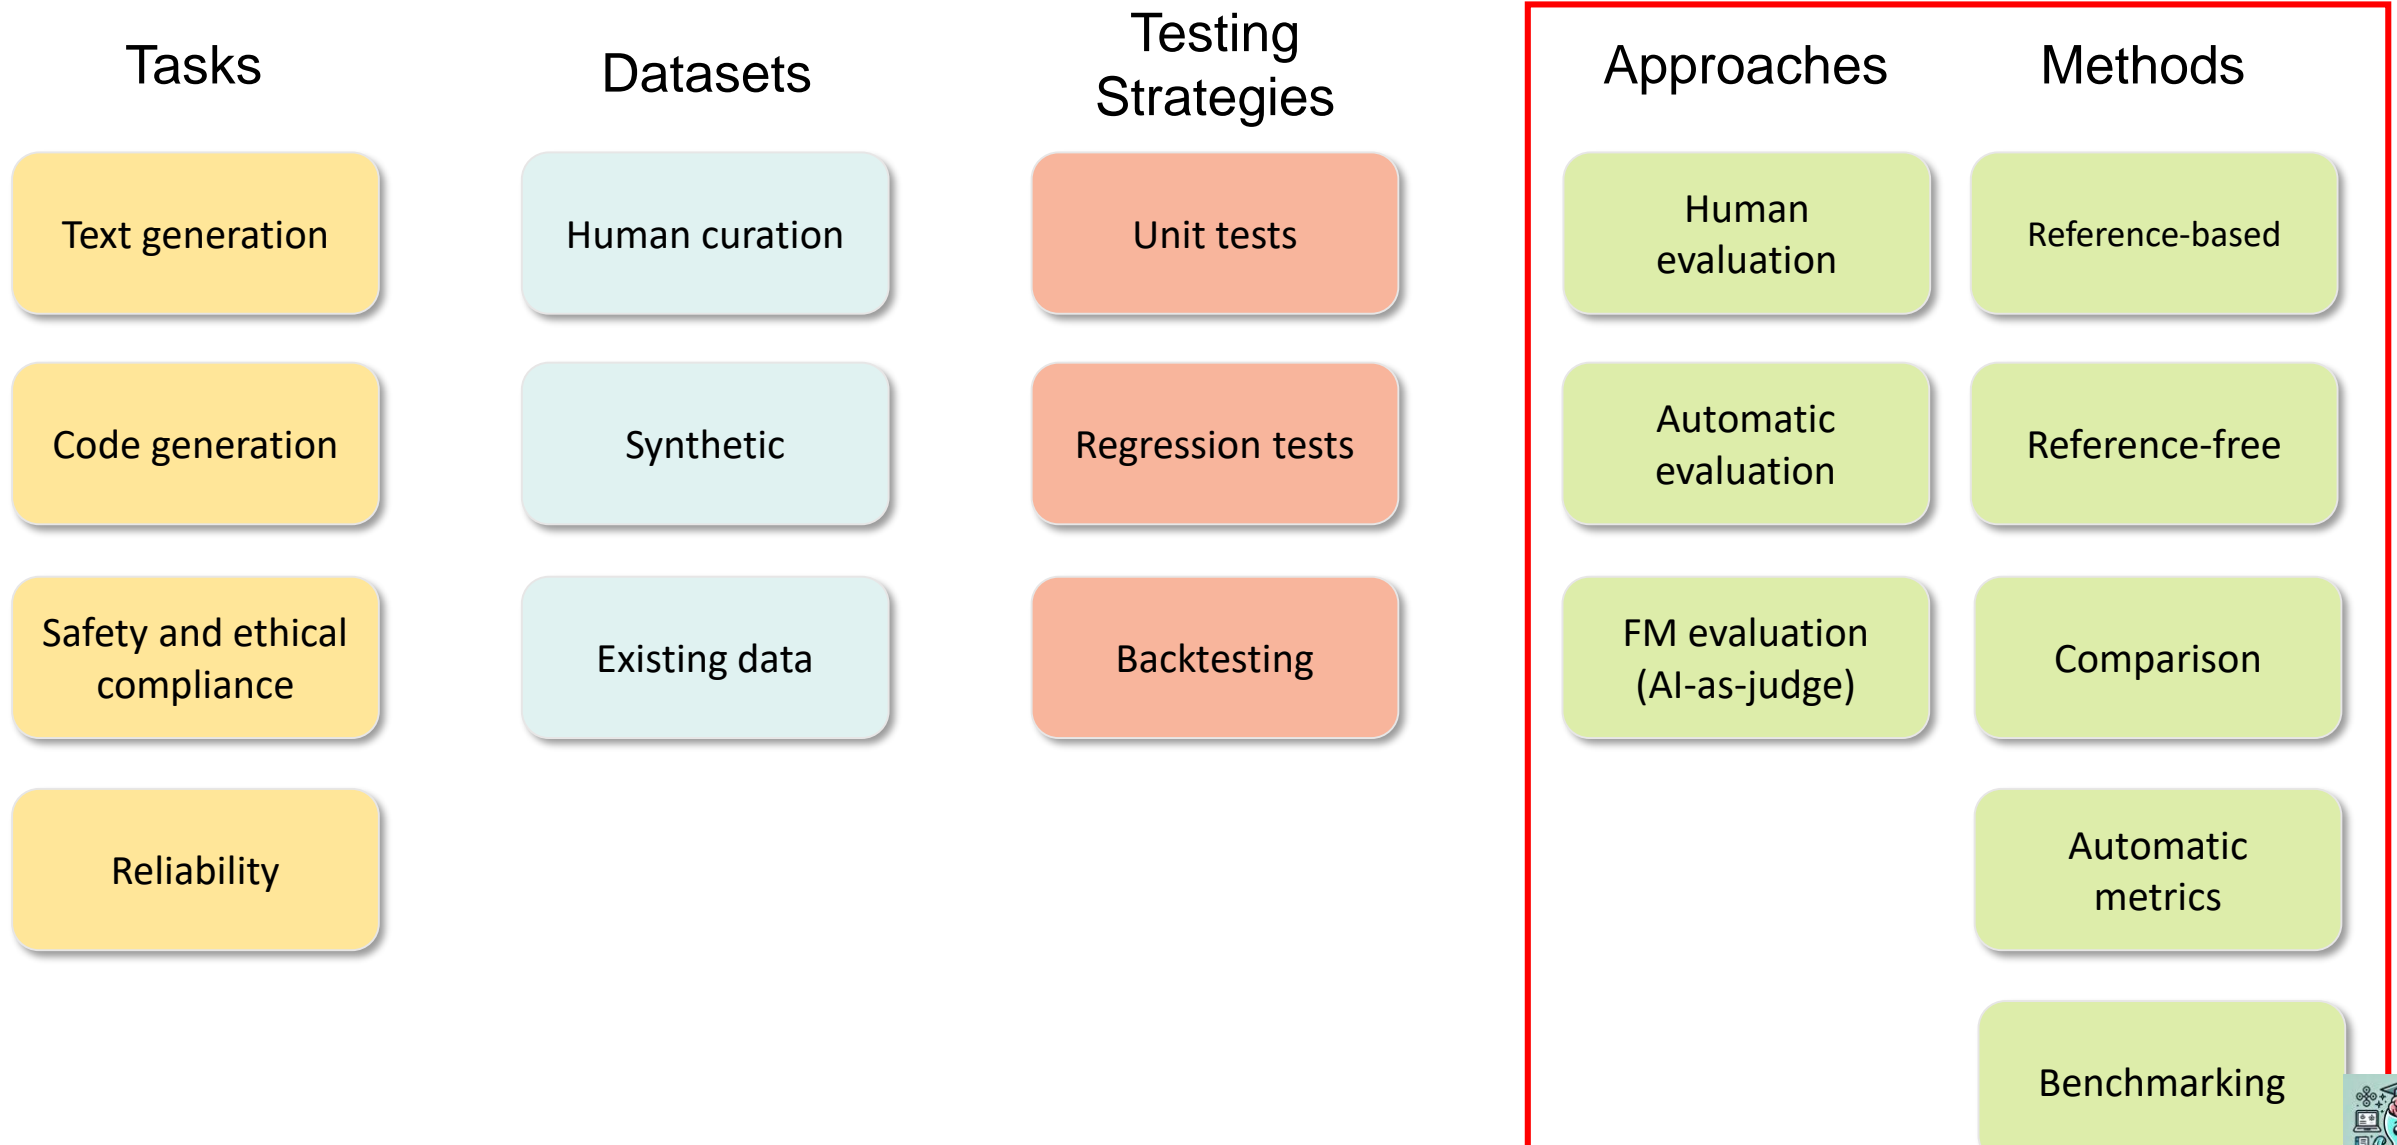 Tasks
Text generation
Code generation
Safety and ethical
compliance
Reliability
Datasets
Human curation
Synthetic
Existing data
Testing
Strategies
Unit tests
Regression tests
Backtesting
Approaches
Human
evaluation
Automatic
evaluation
FM evaluation
(AI-as-judge)
Methods
Reference-based
Reference-free
Comparison
Automatic
metrics
Benchmarking